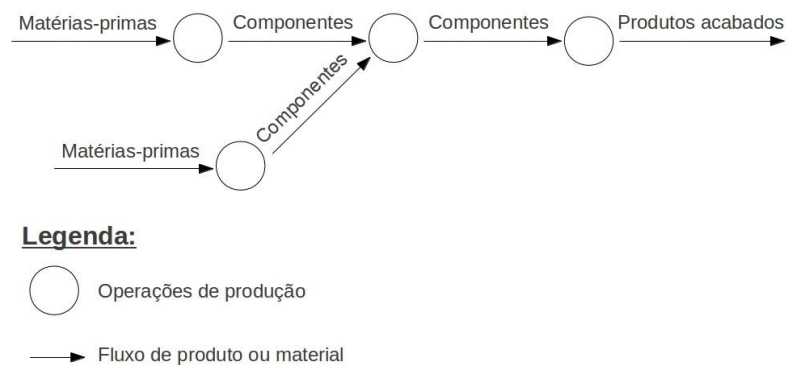 Matérias-primas
Componentes
Componentes
Produtos acabados
Componentes
Matérias-primas
Legenda:
Operações de produção
Fluxo de produto ou material